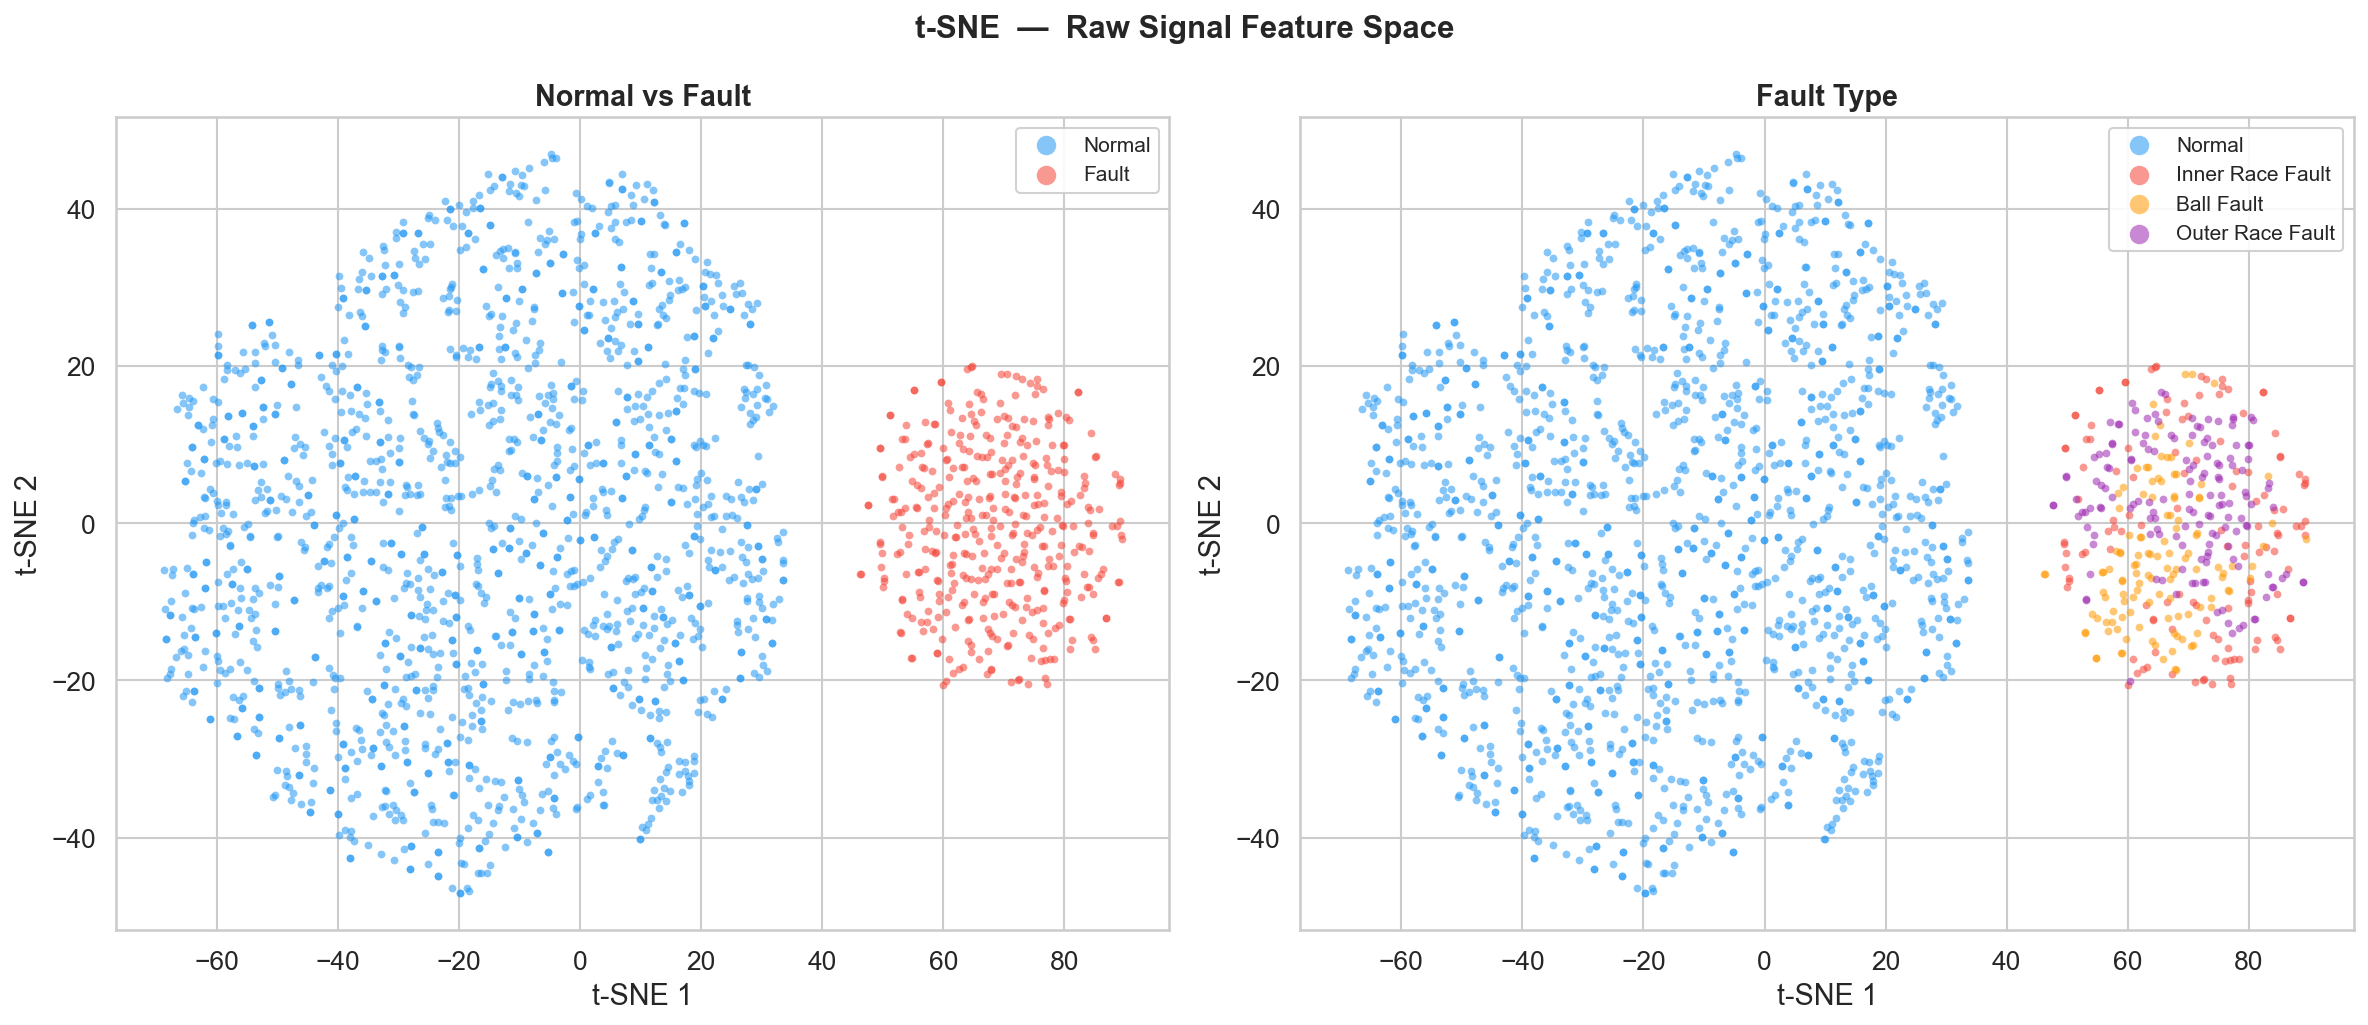 t-SNE — Raw Signal Feature Space
Normal vs Fault
Normal
Fault
40
20
0
−20
−40
t-SNE 2
−60
−40
−20
0
20
40
60
80
t-SNE 1
Fault Type
Normal
Inner Race Fault
Ball Fault
Outer Race Fault
40
20
0
−20
−40
t-SNE 2
−60
−40
−20
0
20
40
60
80
t-SNE 1